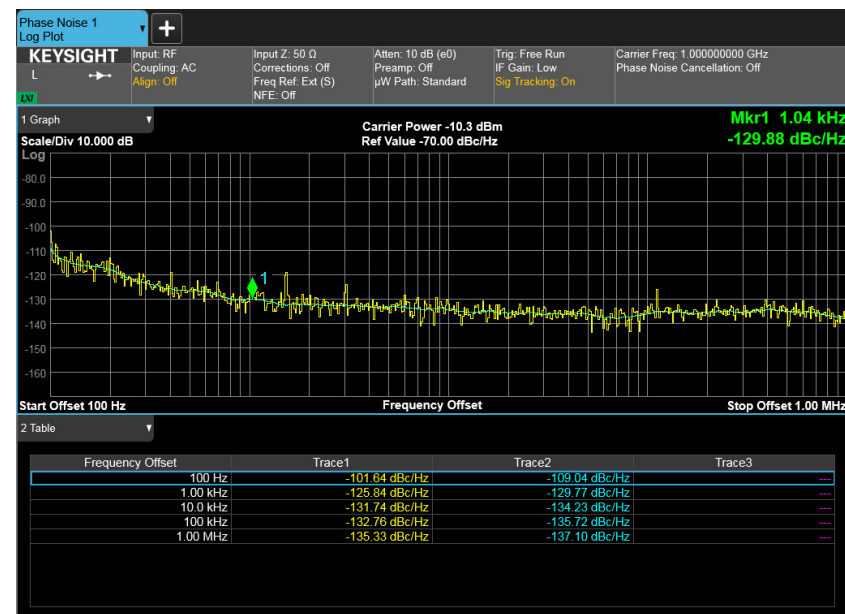 Phase Noise 1
Log Plot
+
KEYSIGHT
L
LXI
Input: RF
Coupling: AC
Align: Off
Input Z: 50 Ω
Corrections: Off
Freq Ref: Ext (S)
NFE: Off
Atten: 10 dB (e0)
Preamp: Off
µW Path: Standard
Trig: Free Run
IF Gain: Low
Sig Tracking: On
Carrier Freq: 1.000000000 GHz
Phase Noise Cancellation: Off
1 Graph
Scale/Div 10.000 dB
Log
Carrier Power -10.3 dBm
Ref Value -70.00 dBc/Hz
Mkr1 1.04 kHz
-129.88 dBc/Hz
-80.0
-90.0
-100
-110
-120
-130
-140
-150
-160
1
Start Offset 100 Hz Frequency Offset Stop Offset 1.00 MHz
2 Table
Frequency Offset Trace1 Trace2 Trace3
100 Hz -101.64 dBc/Hz -109.04 dBc/Hz ---
1.00 kHz -125.84 dBc/Hz -129.77 dBc/Hz ---
10.0 kHz -131.74 dBc/Hz -134.23 dBc/Hz ---
100 kHz -132.76 dBc/Hz -135.72 dBc/Hz ---
1.00 MHz -135.33 dBc/Hz -137.10 dBc/Hz ---